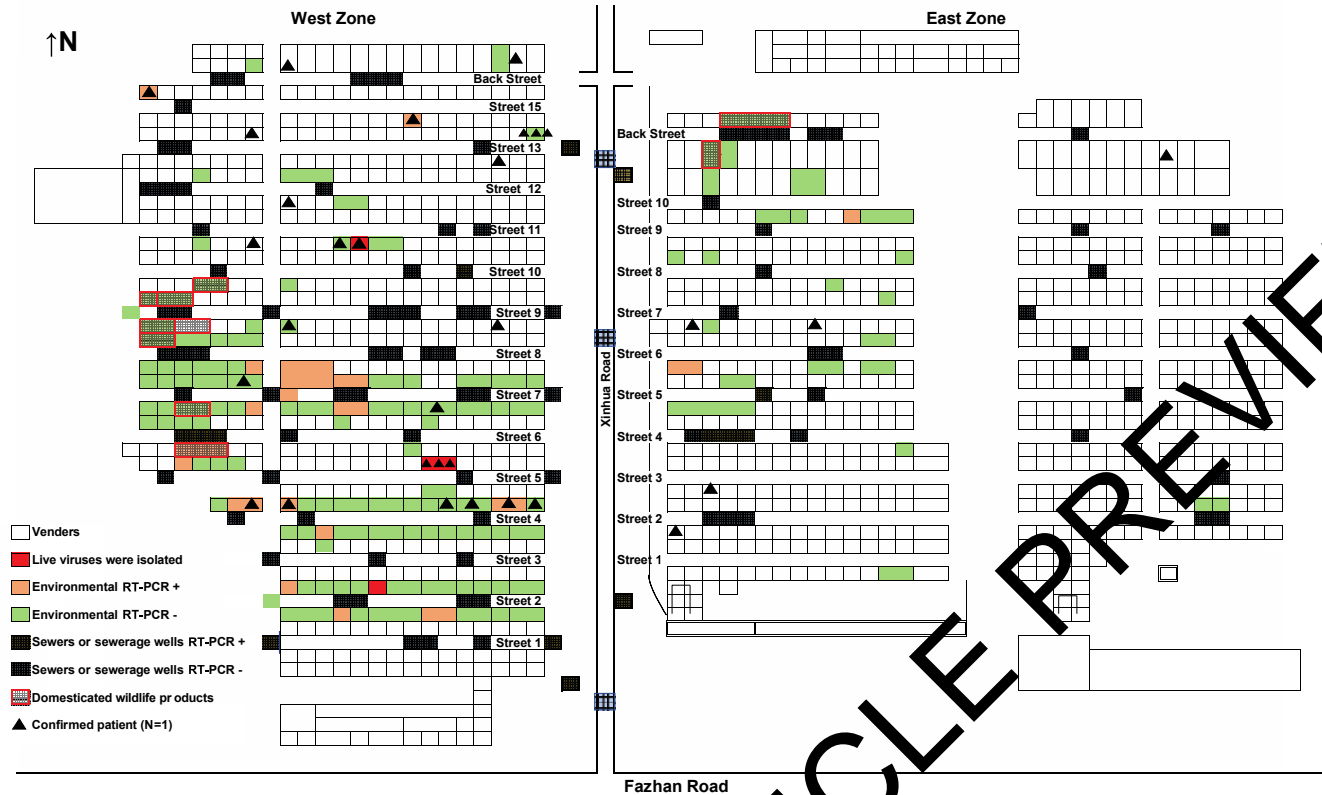 West Zone
East Zone
↑N
Back Street
Street 15
Street 13
Street 12
Street 11
Street 10
Street 9
Street 8
Street 7
Street 6
Street 5
Street 4
Street 3
Street 2
Street 1
Xinhua Road
Back Street
Street 10
Street 9
Street 8
Street 7
Street 6
Street 5
Street 4
Street 3
Street 2
Street 1
Venders
Live viruses were isolated
Environmental RT-PCR +
Environmental RT-PCR -
Sewers or sewerage wells RT-PCR +
Sewers or sewerage wells RT-PCR -
Domesticated wildlife products
Confirmed patient (N=1)
Fazhan Road
CLE PREVIE